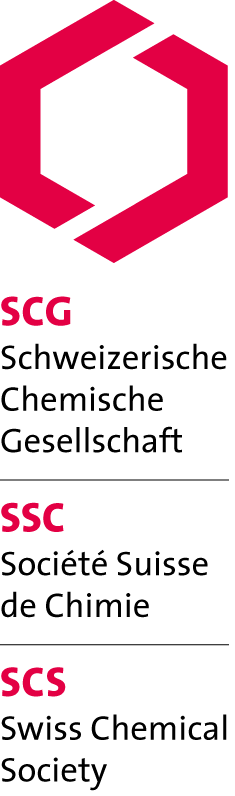 SCG
Schweizerische
Chemische
Gesellschaft
SSC
Société Suisse
de Chimie
SCS
Swiss Chemical
Society